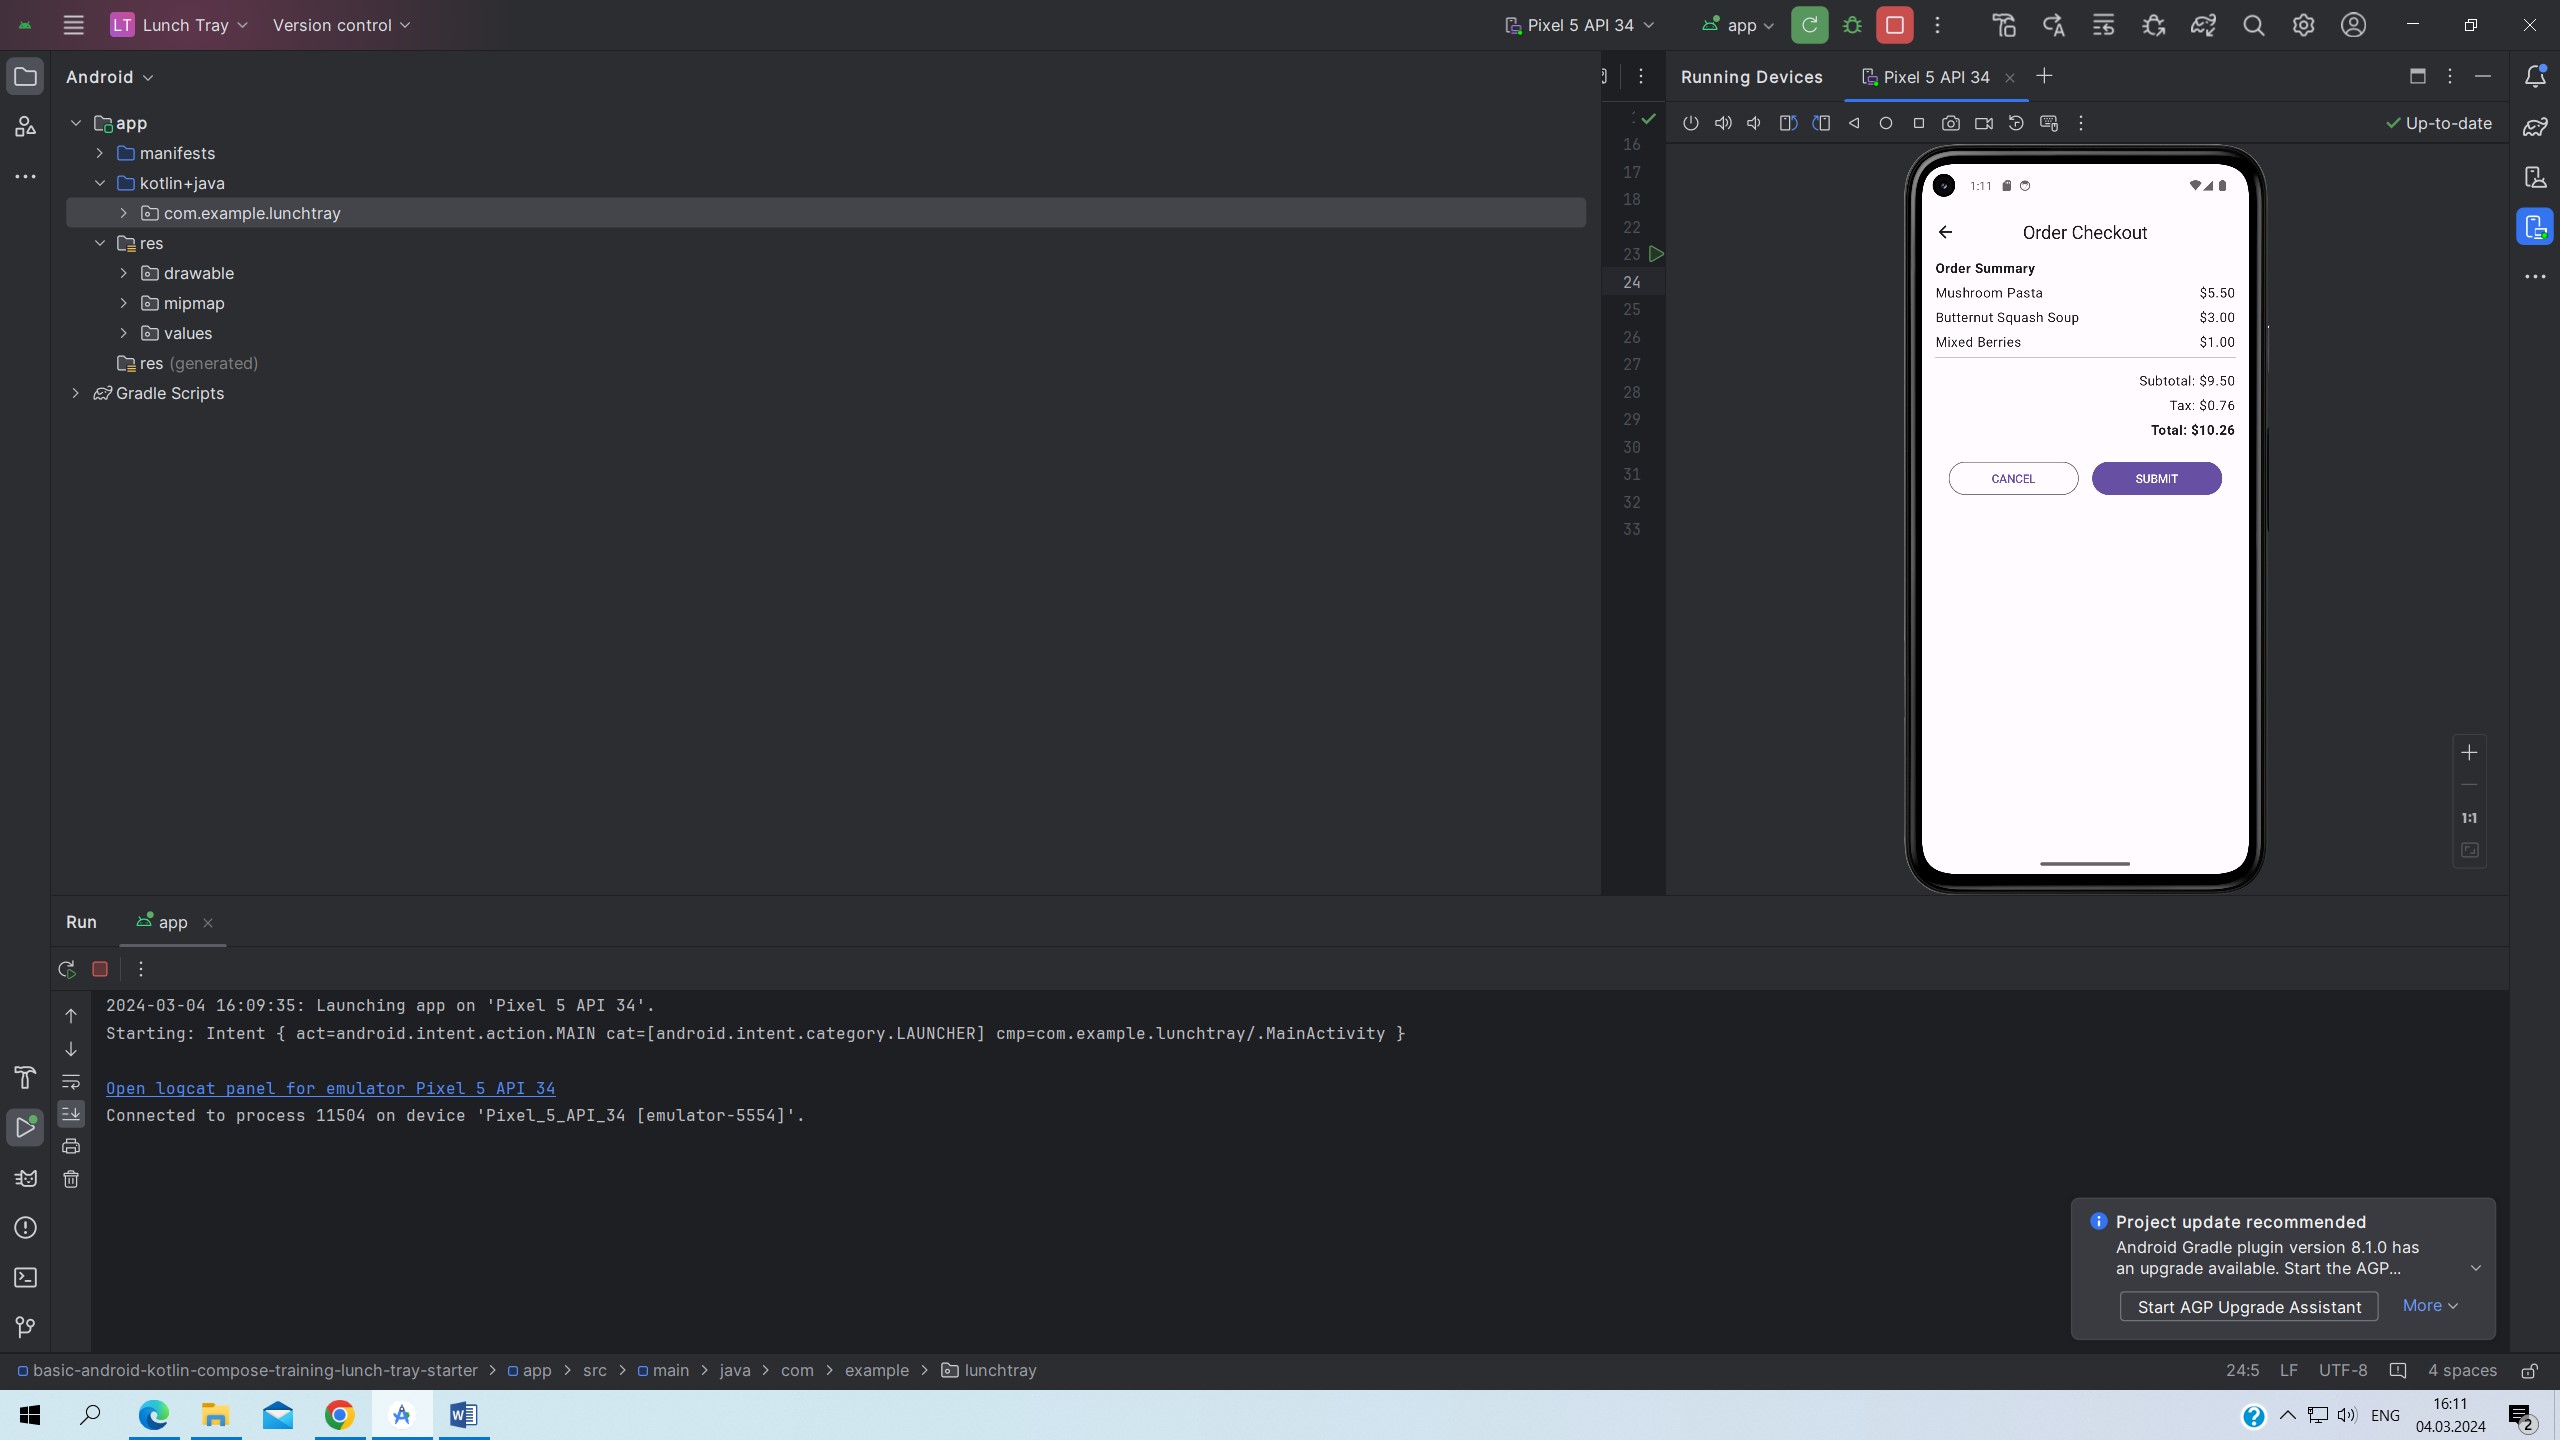 LT Lunch Tray Version control Pixel 5 API 34 app
Android
app
manifests
kotlin+java
com.example.lunchtray
res
drawable
mipmap
values
res (generated)
Gradle Scripts
16
17
18
22
23
24
25
26
27
28
29
30
31
32
33
Running Devices Pixel 5 API 34
Up-to-date
1:11
Order Checkout
Order Summary
Mushroom Pasta $5.50
Butternut Squash Soup $3.00
Mixed Berries $1.00
Subtotal: $9.50
Tax: $0.76
Total: $10.26
CANCEL SUBMIT
1:1
Run app
2024-03-04 16:09:35: Launching app on 'Pixel 5 API 34'.
Starting: Intent { act=android.intent.action.MAIN cat=[android.intent.category.LAUNCHER] cmp=com.example.lunchtray/.MainActivity }
Open logcat panel for emulator Pixel 5 API 34
Connected to process 11504 on device 'Pixel_5_API_34 [emulator-5554]'.
Project update recommended
Android Gradle plugin version 8.1.0 has
an upgrade available. Start the AGP...
Start AGP Upgrade Assistant More
basic-android-kotlin-compose-training-lunch-tray-starter > app > src > main > java > com > example > lunchtray
24:5 LF UTF-8 4 spaces
ENG
16:11
04.03.2024
2